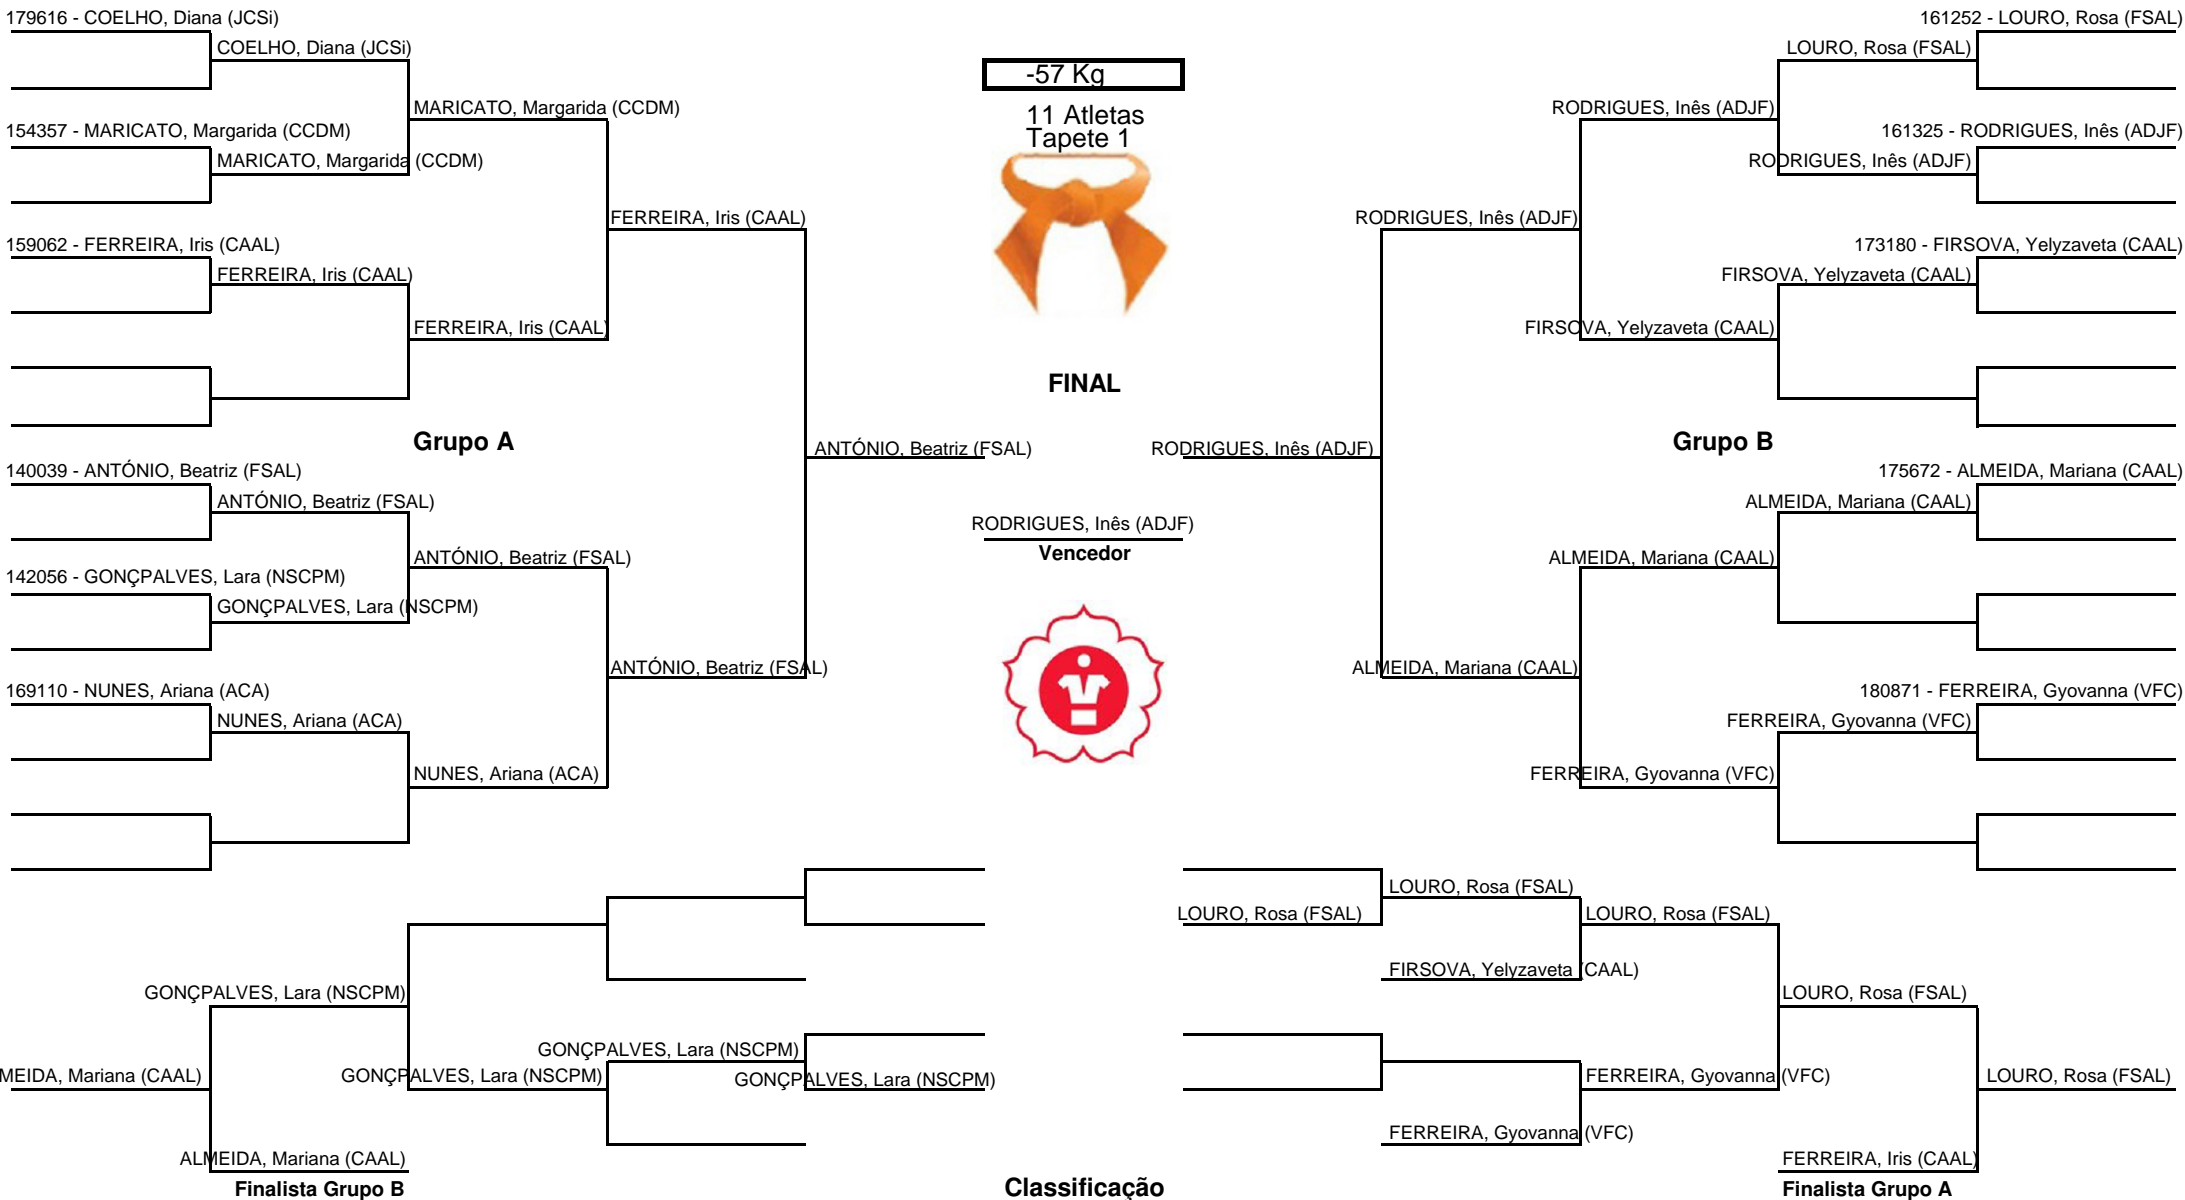 179616 - COELHO, Diana (JCSi)
COELHO, Diana (JCSi)
MARICATO, Margarida (CCDM)
154357 - MARICATO, Margarida (CCDM)
MARICATO, Margarida (CCDM)
FERREIRA, Iris (CAAL)
159062 - FERREIRA, Iris (CAAL)
FERREIRA, Iris (CAAL)
FERREIRA, Iris (CAAL)
Grupo A
ANTÓNIO, Beatriz (FSAL)
140039 - ANTÓNIO, Beatriz (FSAL)
ANTÓNIO, Beatriz (FSAL)
ANTÓNIO, Beatriz (FSAL)
142056 - GONÇPALVES, Lara (NSCPM)
GONÇPALVES, Lara (NSCPM)
ANTÓNIO, Beatriz (FSAL)
169110 - NUNES, Ariana (ACA)
NUNES, Ariana (ACA)
NUNES, Ariana (ACA)
-57 Kg
11 Atletas
Tapete 1
FINAL
RODRIGUES, Inês (ADJF)
Vencedor
161252 - LOURO, Rosa (FSAL)
LOURO, Rosa (FSAL)
RODRIGUES, Inês (ADJF)
161325 - RODRIGUES, Inês (ADJF)
RODRIGUES, Inês (ADJF)
RODRIGUES, Inês (ADJF)
173180 - FIRSOVA, Yelyzaveta (CAAL)
FIRSOVA, Yelyzaveta (CAAL)
FIRSOVA, Yelyzaveta (CAAL)
Grupo B
RODRIGUES, Inês (ADJF)
175672 - ALMEIDA, Mariana (CAAL)
ALMEIDA, Mariana (CAAL)
ALMEIDA, Mariana (CAAL)
ALMEIDA, Mariana (CAAL)
180871 - FERREIRA, Gyovanna (VFC)
FERREIRA, Gyovanna (VFC)
FERREIRA, Gyovanna (VFC)
GONÇPALVES, Lara (NSCPM)
GONÇPALVES, Lara (NSCPM)
MEIDA, Mariana (CAAL)
GONÇPALVES, Lara (NSCPM)
GONÇPALVES, Lara (NSCPM)
ALMEIDA, Mariana (CAAL)
Finalista Grupo B
LOURO, Rosa (FSAL)
LOURO, Rosa (FSAL)
LOURO, Rosa (FSAL)
FIRSOVA, Yelyzaveta (CAAL)
LOURO, Rosa (FSAL)
FERREIRA, Gyovanna (VFC)
LOURO, Rosa (FSAL)
FERREIRA, Gyovanna (VFC)
FERREIRA, Iris (CAAL)
Classificação
Finalista Grupo A